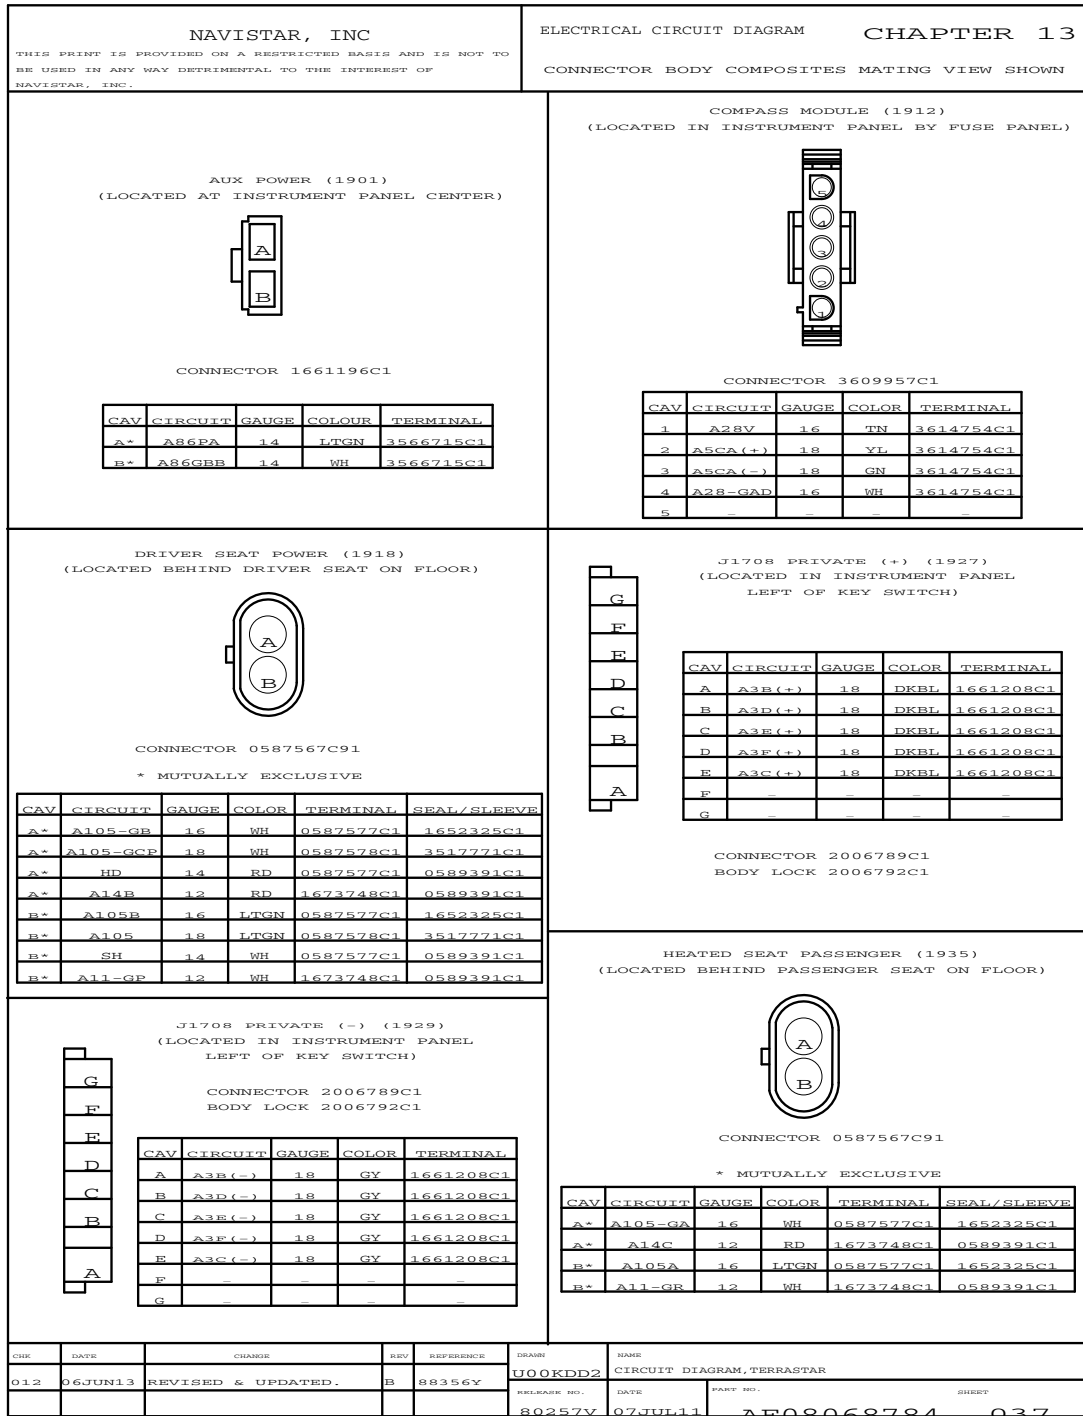 NAVISTAR, INC
THIS PRINT IS PROVIDED ON A RESTRICTED BASIS AND IS NOT TO
BE USED IN ANY WAY DETRIMENTAL TO THE INTEREST OF
NAVISTAR, INC.
ELECTRICAL CIRCUIT DIAGRAM CHAPTER 13
CONNECTOR BODY COMPOSITES MATING VIEW SHOWN
AUX POWER (1901)
(LOCATED AT INSTRUMENT PANEL CENTER)
A
B
CONNECTOR 1661196C1
CAV CIRCUIT GAUGE COLOUR TERMINAL
A* A86PA 14 LTGN 3566715C1
B* A86GBB 14 WH 3566715C1
COMPASS MODULE (1912)
(LOCATED IN INSTRUMENT PANEL BY FUSE PANEL)
5
4
3
2
1
CONNECTOR 3609957C1
CAV CIRCUIT GAUGE COLOR TERMINAL
1 A28V 16 TN 3614754C1
2 A5CA(+) 18 YL 3614754C1
3 A5CA(-) 18 GN 3614754C1
4 A28-GAD 16 WH 3614754C1
5 - - - -
DRIVER SEAT POWER (1918)
(LOCATED BEHIND DRIVER SEAT ON FLOOR)
A
B
CONNECTOR 0587567C91
* MUTUALLY EXCLUSIVE
CAV CIRCUIT GAUGE COLOR TERMINAL SEAL/SLEEVE
A* A105-GB 16 WH 0587577C1 1652325C1
A* A105-GCP 18 WH 0587578C1 3517771C1
A* HD 14 RD 0587577C1 0589391C1
A* A14B 12 RD 1673748C1 0589391C1
B* A105B 16 LTGN 0587577C1 1652325C1
B* A105 18 LTGN 0587578C1 3517771C1
B* SH 14 WH 0587577C1 0589391C1
B* A11-GP 12 WH 1673748C1 0589391C1
J1708 PRIVATE (+) (1927)
(LOCATED IN INSTRUMENT PANEL
LEFT OF KEY SWITCH)
G
F
E
D
C
B
A
CAV CIRCUIT GAUGE COLOR TERMINAL
A A3B(+) 18 DKBL 1661208C1
B A3D(+) 18 DKBL 1661208C1
C A3E(+) 18 DKBL 1661208C1
D A3F(+) 18 DKBL 1661208C1
E A3C(+) 18 DKBL 1661208C1
F - - - -
G - - - -
CONNECTOR 2006789C1
BODY LOCK 2006792C1
J1708 PRIVATE (-) (1929)
(LOCATED IN INSTRUMENT PANEL
LEFT OF KEY SWITCH)
CONNECTOR 2006789C1
BODY LOCK 2006792C1
G
F
E
D
C
B
A
CAV CIRCUIT GAUGE COLOR TERMINAL
A A3B(-) 18 GY 1661208C1
B A3D(-) 18 GY 1661208C1
C A3E(-) 18 GY 1661208C1
D A3F(-) 18 GY 1661208C1
E A3C(-) 18 GY 1661208C1
F - - - -
G - - - -
HEATED SEAT PASSENGER (1935)
(LOCATED BEHIND PASSENGER SEAT ON FLOOR)
A
B
CONNECTOR 0587567C91
* MUTUALLY EXCLUSIVE
CAV CIRCUIT GAUGE COLOR TERMINAL SEAL/SLEEVE
A* A105-GA 16 WH 0587577C1 1652325C1
A* A14C 12 RD 1673748C1 0589391C1
B* A105A 16 LTGN 0587577C1 1652325C1
B* A11-GR 12 WH 1673748C1 0589391C1
CHK DATE CHANGE REV REFERENCE
012 06JUN13 REVISED & UPDATED. B 88356Y
DRAWN NAME
U00KDD2 CIRCUIT DIAGRAM,TERRASTAR
RELEASE NO. DATE PART NO. SHEET
80257V 07JUL11 AF08068784 037